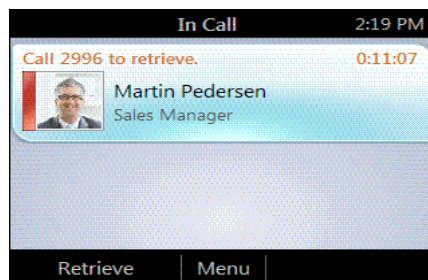 In Call 2:19 PM
Call 2996 to retrieve. 0:11:07
Martin Pedersen
Sales Manager
Retrieve Menu